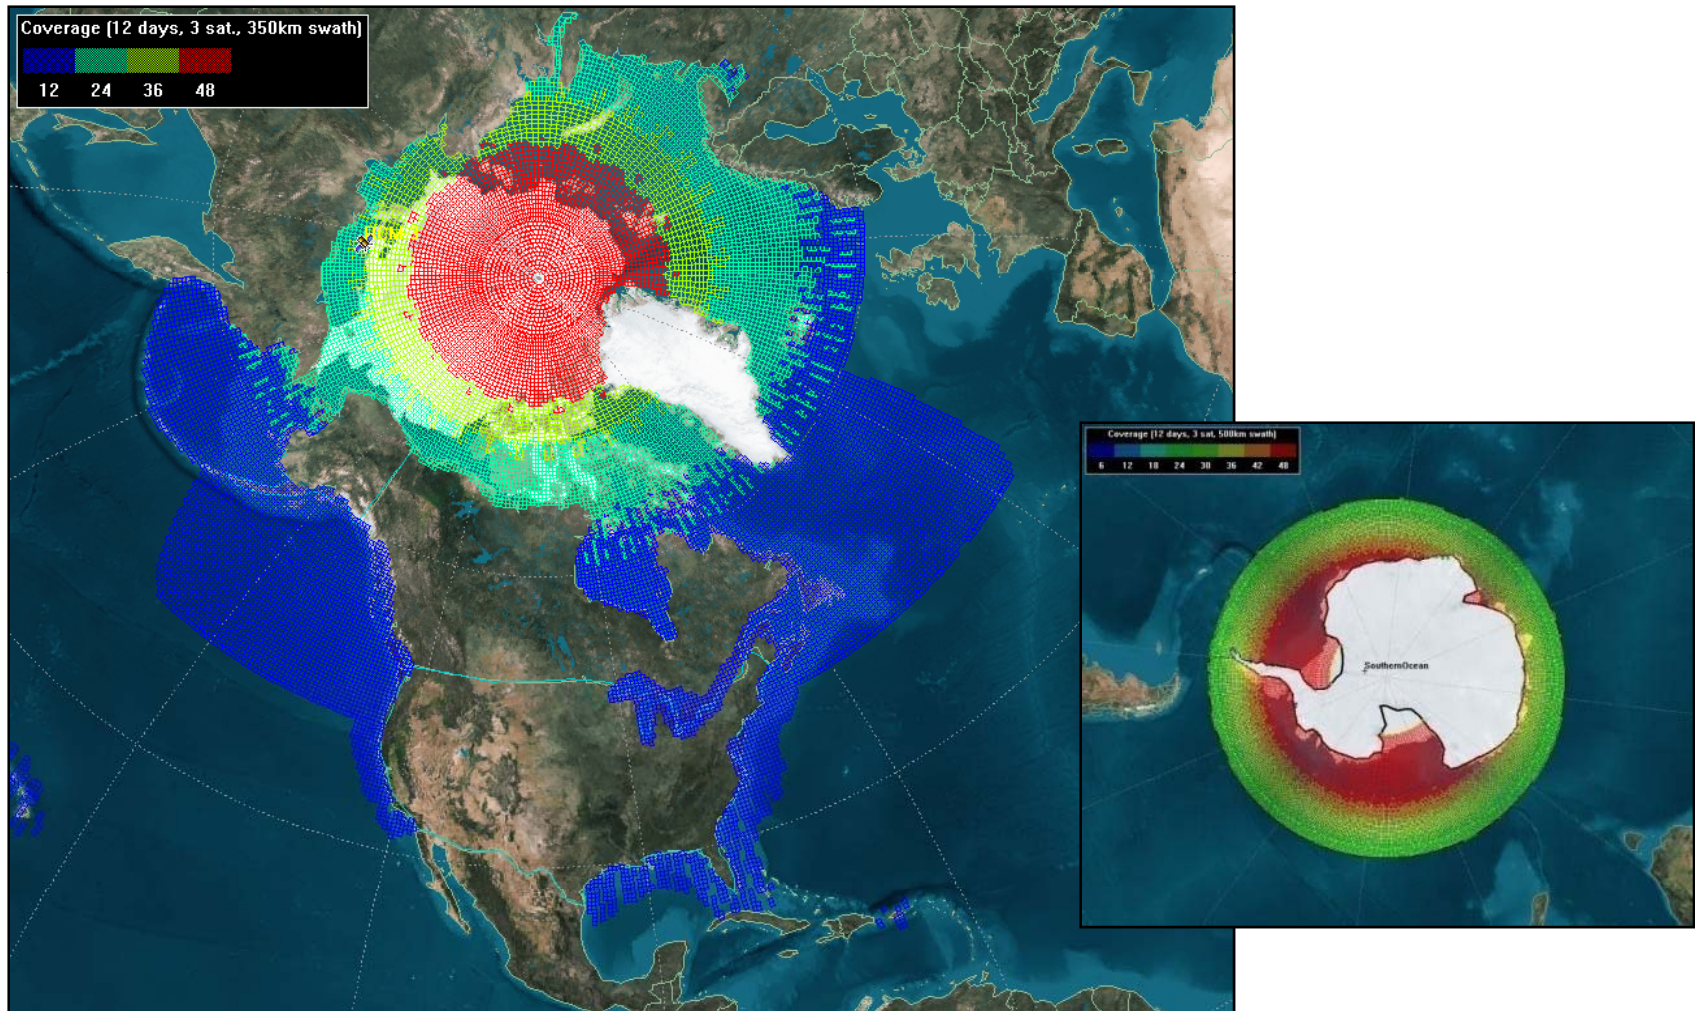 Coverage (12 days, 3 sat., 350km swath)
12 24 36 48
Coverage (12 days, 3 sat, 500km swath)
6 12 18 24 30 36 42 48
SouthernOcean